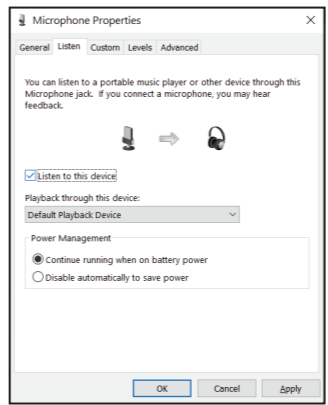 Microphone Properties
General Listen Custom Levels Advanced
You can listen to a portable music player or other device through this
Microphone jack. If you connect a microphone, you may hear
feedback.
Listen to this device
Playback through this device:
Default Playback Device
Power Management
Continue running when on battery power
Disable automatically to save power
OK Cancel Apply